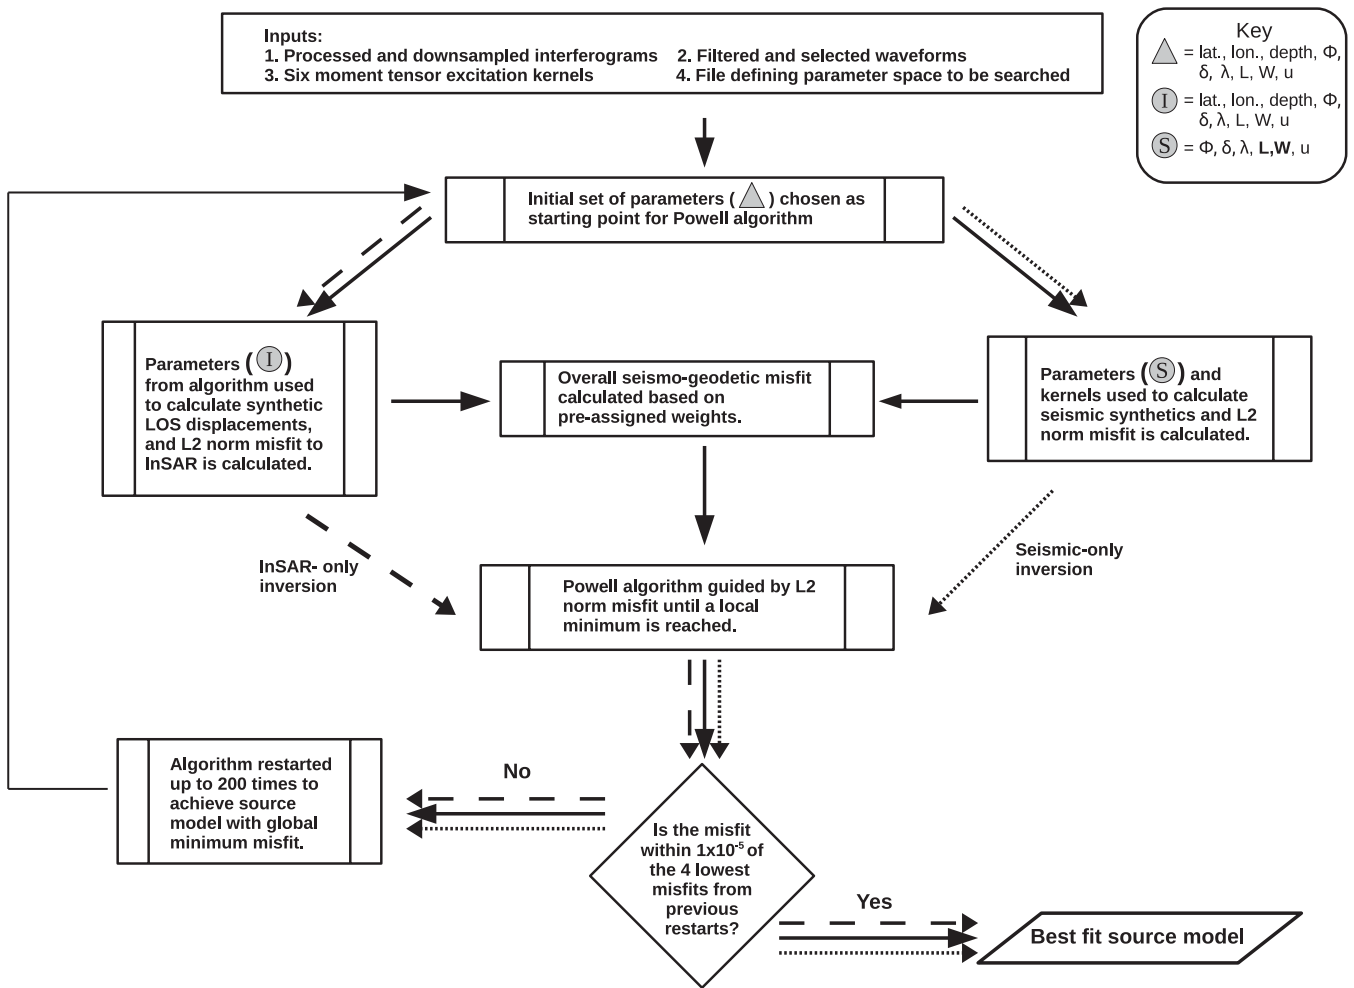 Inputs:
1. Processed and downsampled interferograms 2. Filtered and selected waveforms
3. Six moment tensor excitation kernels 4. File defining parameter space to be searched
Key
= lat., lon., depth, Φ,
δ, λ, L, W, u
I = lat., lon., depth, Φ,
δ, λ, L, W, u
S = Φ, δ, λ, L,W, u
Initial set of parameters ( ) chosen as
starting point for Powell algorithm
Parameters (I)
from algorithm used
to calculate synthetic
LOS displacements,
and L2 norm misfit to
InSAR is calculated.
Overall seismo-geodetic misfit
calculated based on
pre-assigned weights.
Parameters (S) and
kernels used to calculate
seismic synthetics and L2
norm misfit is calculated.
InSAR- only
inversion
Seismic-only
inversion
Powell algorithm guided by L2
norm misfit until a local
minimum is reached.
Algorithm restarted
up to 200 times to
achieve source
model with global
minimum misfit.
No
Is the misfit
within 1x10⁻⁵ of
the 4 lowest
misfits from
previous
restarts?
Yes
Best fit source model